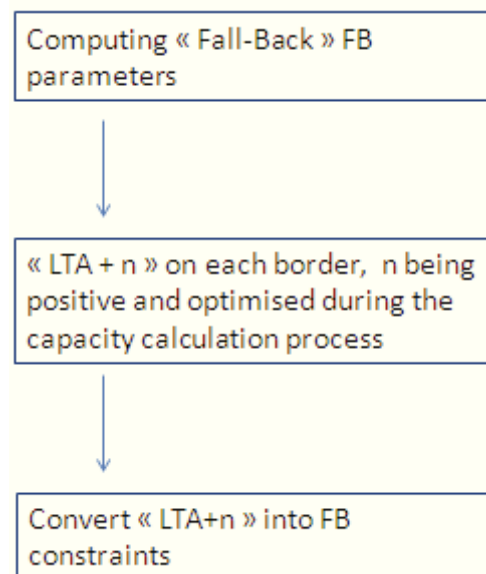 Computing « Fall-Back » FB
parameters
« LTA + n » on each border,  n being
positive and optimised during the
capacity calculation process
Convert « LTA+n » into FB
constraints